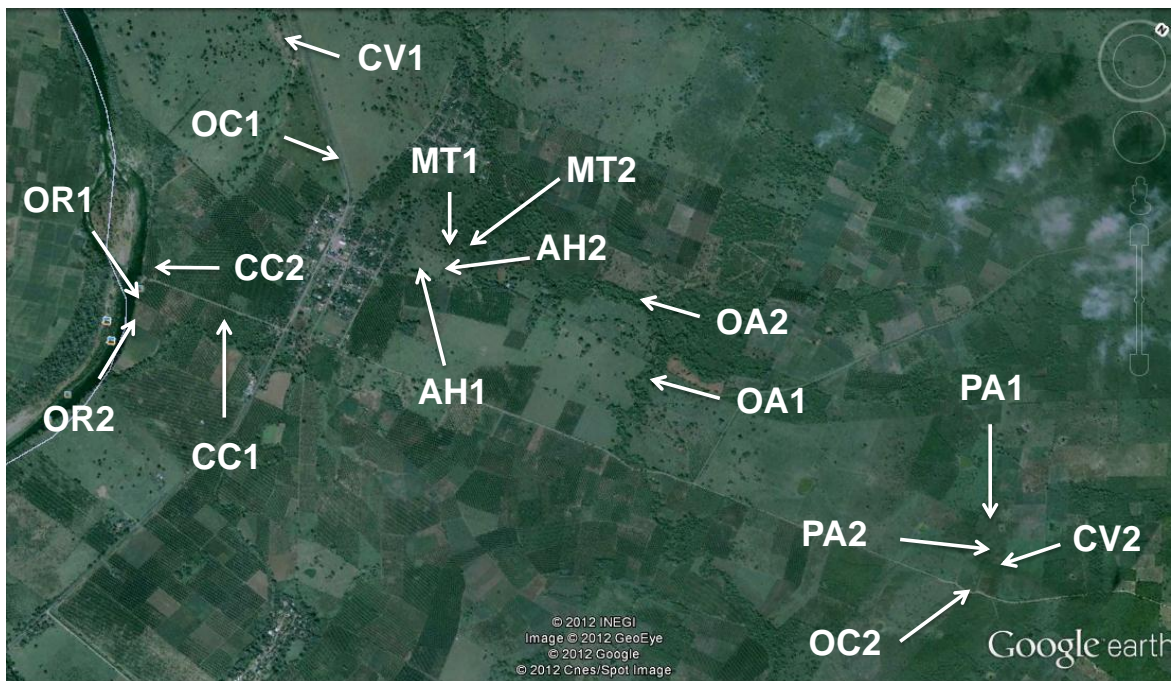 CV1
OC1
MT1
MT2
OR1
AH2
CC2
OA2
AH1
PA1
OA1
OR2
CC1
PA2
CV2
OC2
© 2012 INEGI
Image © 2012 GeoEye
© 2012 Google
© 2012 Cnes/Spot Image
Google earth
N